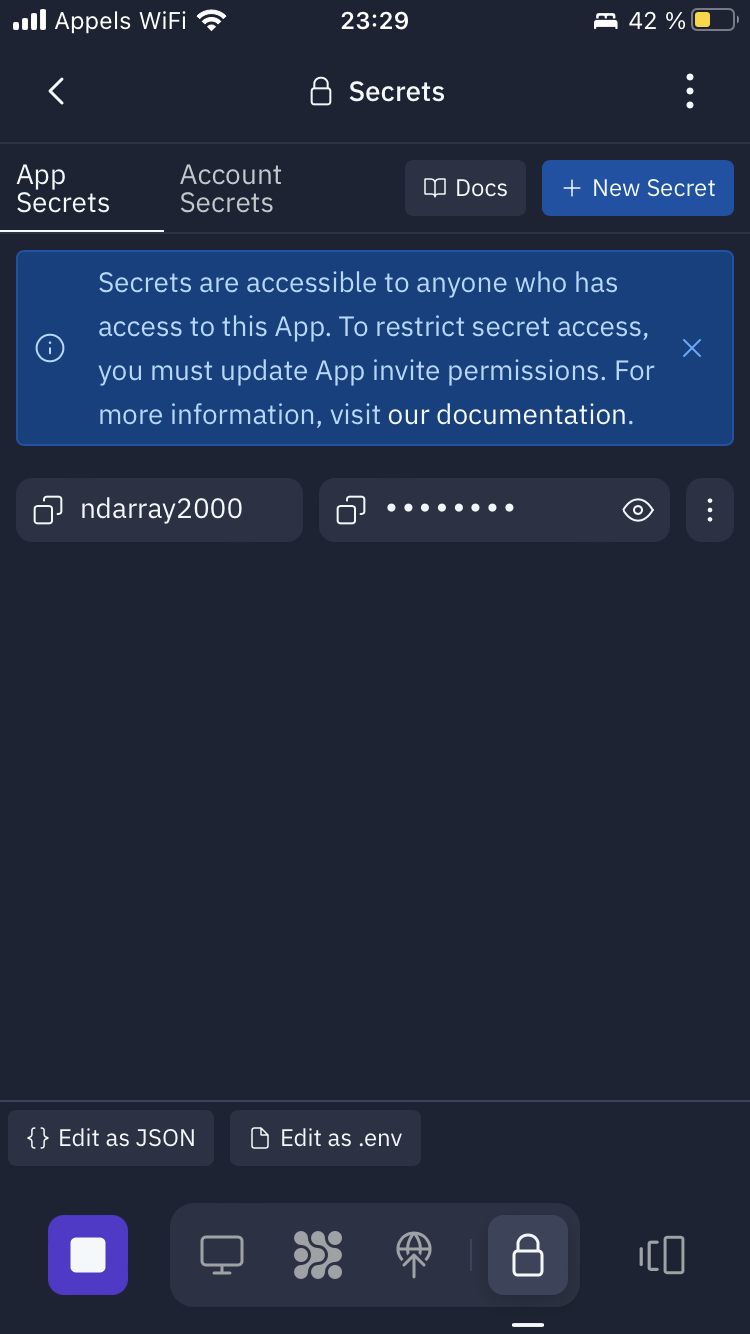 Appels WiFi 23:29 42 %
Secrets
App Secrets
Account Secrets
Docs
New Secret
Secrets are accessible to anyone who has
access to this App. To restrict secret access,
you must update App invite permissions. For
more information, visit our documentation.
ndarray2000
••••••••
{} Edit as JSON
Edit as .env